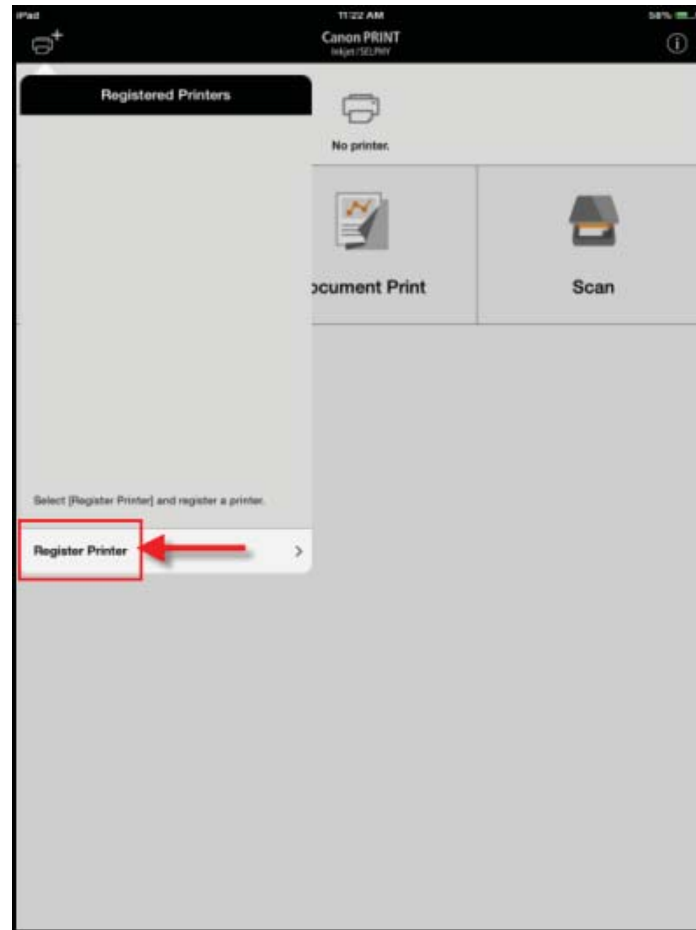 iPad
11:22 AM
58%
Canon PRINT
Inkjet/SELPHY
Registered Printers
No printer.
ocument Print
Scan
Select [Register Printer] and register a printer.
Register Printer